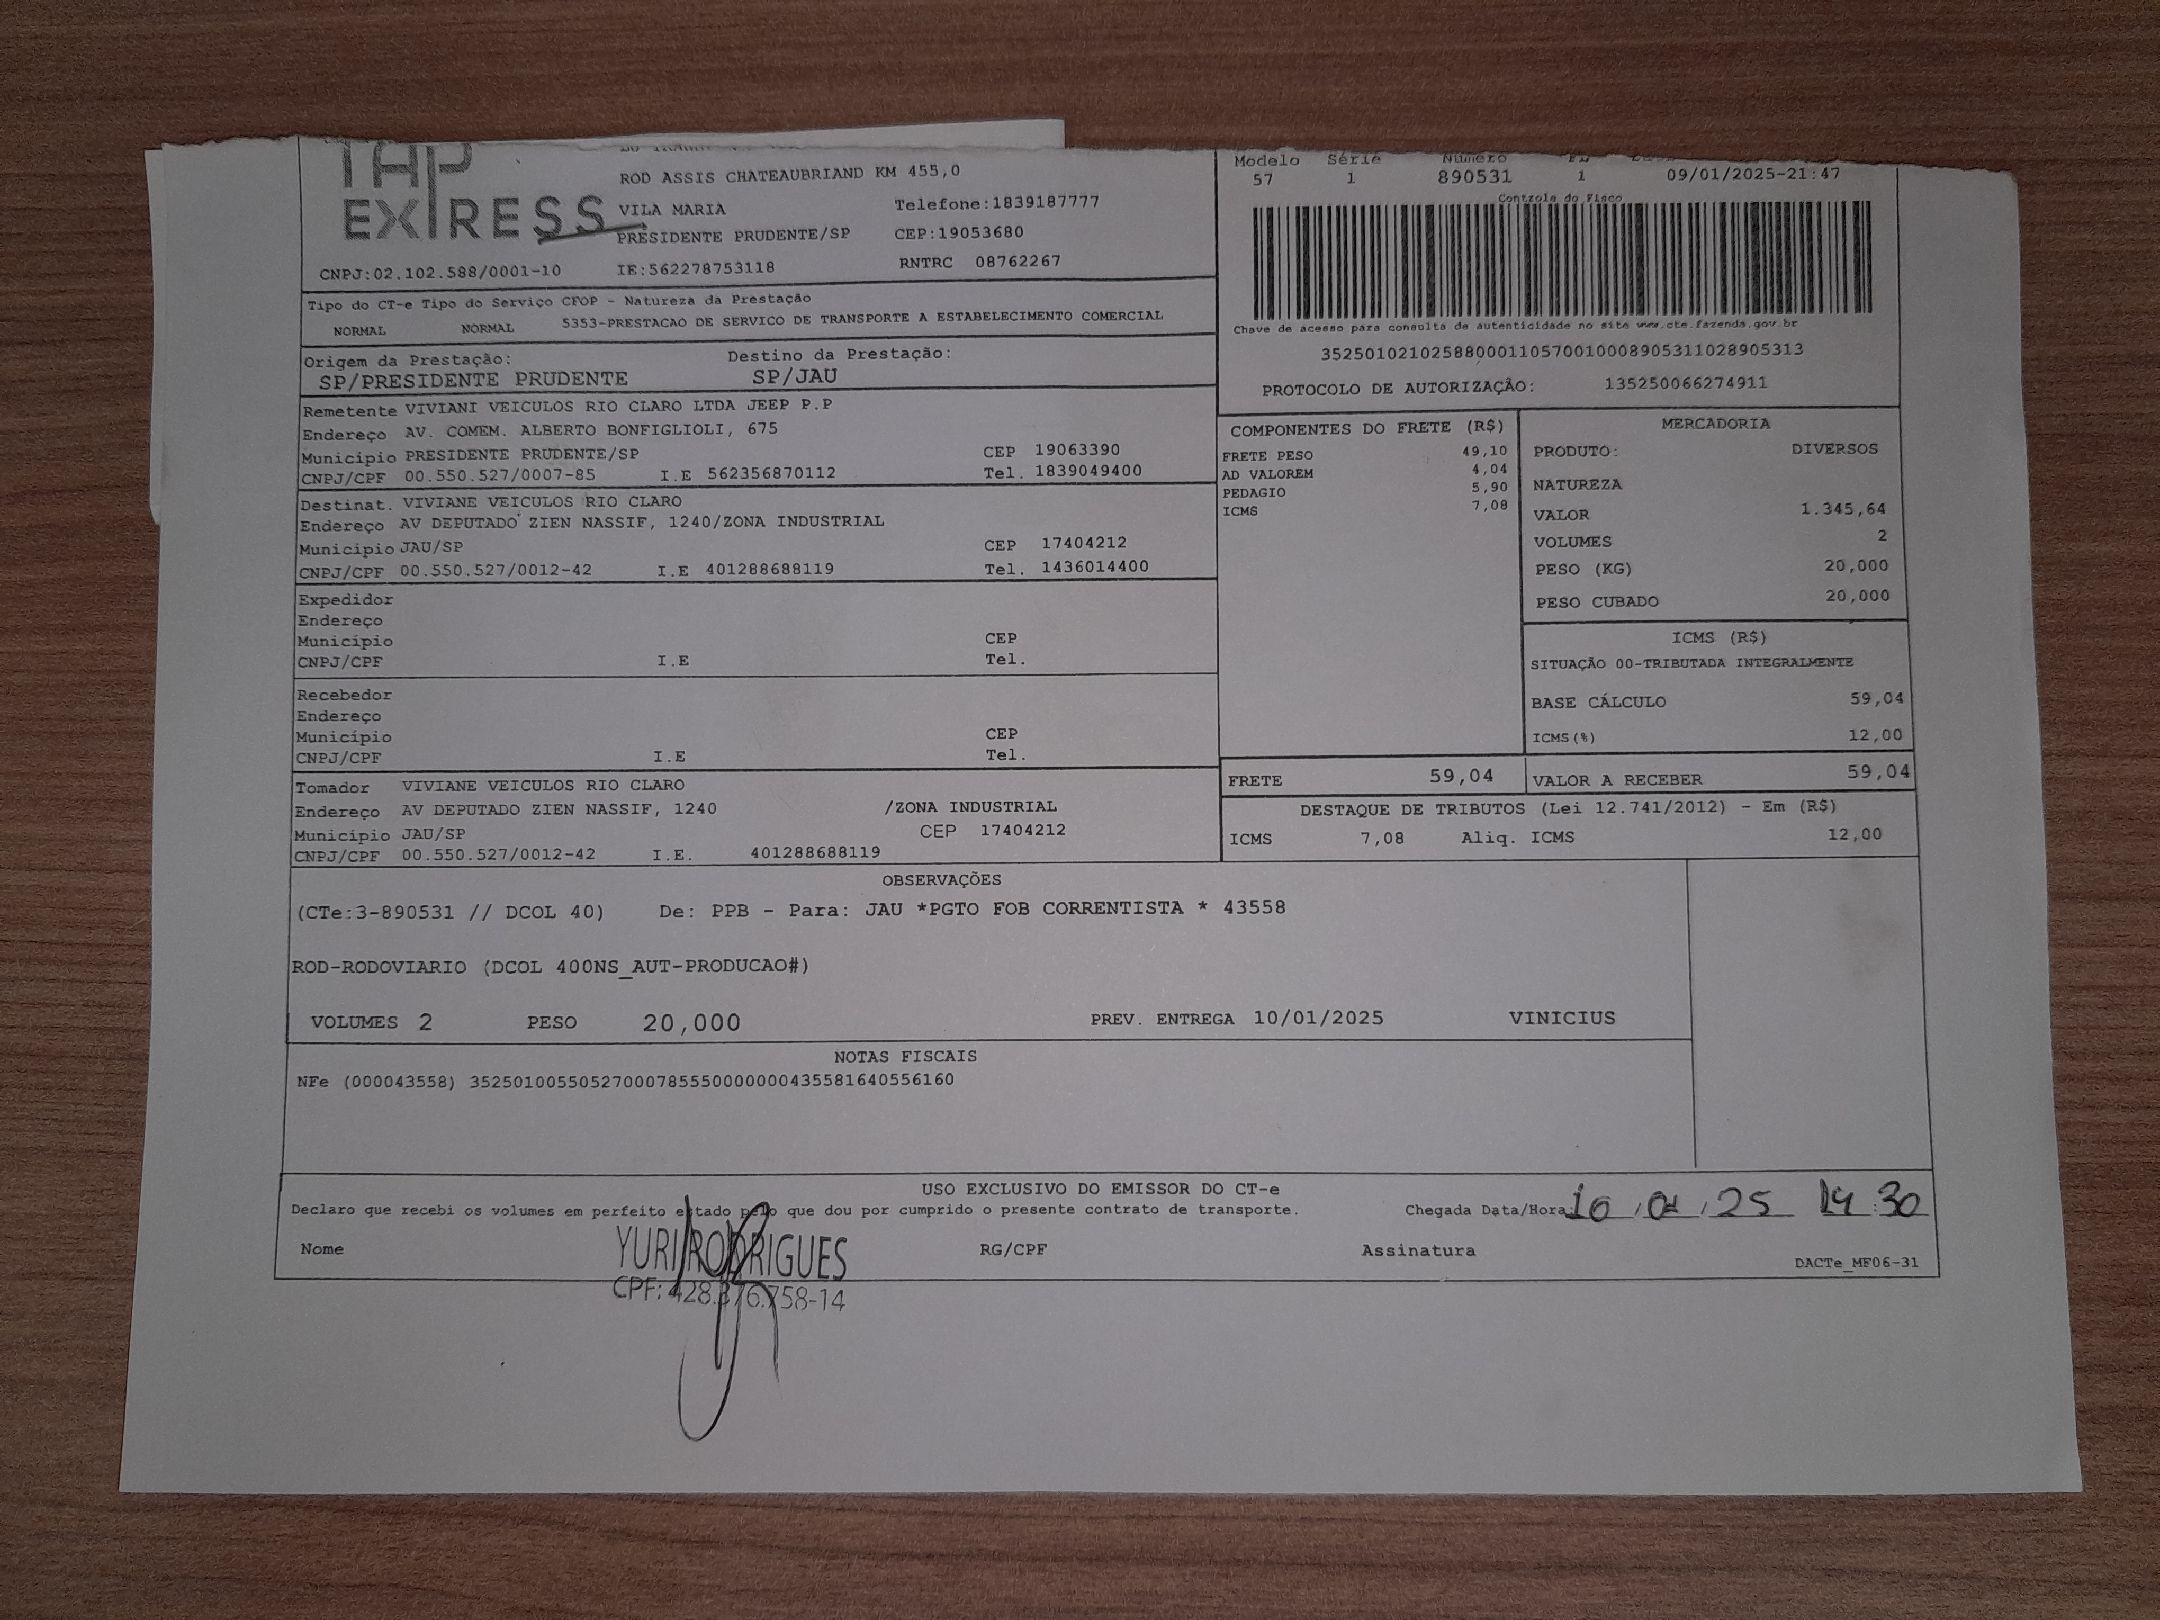 TAP
EXPRESS
ROD ASSIS CHATEAUBRIAND KM 455,0
VILA MARIA Telefone:1839187777
PRESIDENTE PRUDENTE/SP CEP:19053680
CNPJ:02.102.588/0001-10 IE:562278753118 RNTRC 08762267
Modelo Série Número
57 1 890531 1 09/01/2025-21:47
Controle do Fisco
Chave de acesso para consulta de autenticidade no site www.cte.fazenda.gov.br
35250102102588000110570010008905311028905313
PROTOCOLO DE AUTORIZAÇÃO: 135250066274911
Tipo do CT-e Tipo do Serviço CFOP - Natureza da Prestação
NORMAL NORMAL 5353-PRESTACAO DE SERVICO DE TRANSPORTE A ESTABELECIMENTO COMERCIAL
Origem da Prestação: Destino da Prestação:
SP/PRESIDENTE PRUDENTE SP/JAU
Remetente VIVIANI VEICULOS RIO CLARO LTDA JEEP P.P
Endereço AV. COMEM. ALBERTO BONFIGLIOLI, 675
Município PRESIDENTE PRUDENTE/SP CEP 19063390
CNPJ/CPF 00.550.527/0007-85 I.E 562356870112 Tel. 1839049400
Destinat. VIVIANE VEICULOS RIO CLARO
Endereço AV DEPUTADO ZIEN NASSIF, 1240/ZONA INDUSTRIAL
Município JAU/SP CEP 17404212
CNPJ/CPF 00.550.527/0012-42 I.E 401288688119 Tel. 1436014400
Expedidor
Endereço
Município CEP
CNPJ/CPF I.E Tel.
Recebedor
Endereço
Município CEP
CNPJ/CPF I.E Tel.
Tomador VIVIANE VEICULOS RIO CLARO
Endereço AV DEPUTADO ZIEN NASSIF, 1240 /ZONA INDUSTRIAL
Município JAU/SP CEP 17404212
CNPJ/CPF 00.550.527/0012-42 I.E. 401288688119
COMPONENTES DO FRETE (R$)
FRETE PESO 49,10
AD VALOREM 4,04
PEDAGIO 5,90
ICMS 7,08
MERCADORIA
PRODUTO: DIVERSOS
NATUREZA
VALOR 1.345,64
VOLUMES 2
PESO (KG) 20,000
PESO CUBADO 20,000
ICMS (R$)
SITUAÇÃO 00-TRIBUTADA INTEGRALMENTE
BASE CÁLCULO 59,04
ICMS(%) 12,00
FRETE 59,04 VALOR A RECEBER 59,04
DESTAQUE DE TRIBUTOS (Lei 12.741/2012) - Em (R$)
ICMS 7,08 Aliq. ICMS 12,00
OBSERVAÇÕES
(CTe:3-890531 // DCOL 40) De: PPB - Para: JAU *PGTO FOB CORRENTISTA * 43558
ROD-RODOVIARIO (DCOL 400NS_AUT-PRODUCAO#)
VOLUMES 2 PESO 20,000 PREV. ENTREGA 10/01/2025 VINICIUS
NOTAS FISCAIS
NFe (000043558) 35250100550527000785550000000435581640556160
USO EXCLUSIVO DO EMISSOR DO CT-e
Declaro que recebi os volumes em perfeito estado pelo que dou por cumprido o presente contrato de transporte. Chegada Data/Hora: 25
Nome RG/CPF Assinatura
YURI RODRIGUES
CPF: 428.376.758-14
DACTe_MF06-31